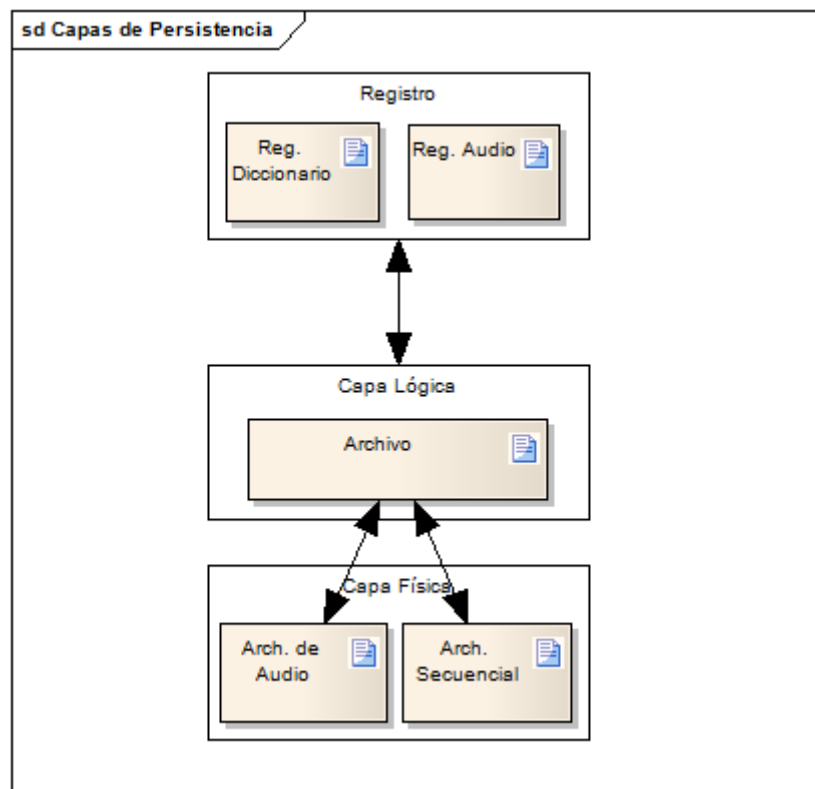 sd Capas de Persistencia
Registro
Reg.
Diccionario
Reg. Audio
Capa Lógica
Archivo
Capa Física
Arch. de
Audio
Arch.
Secuencial